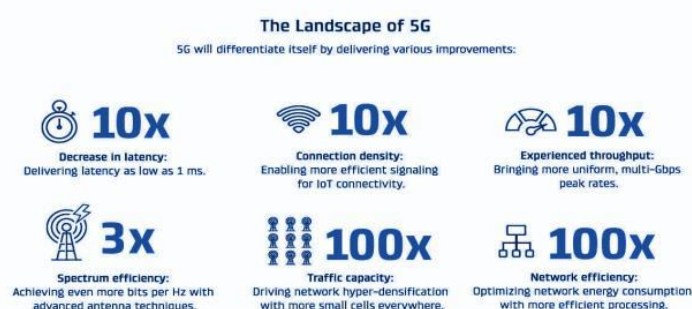 The Landscape of 5G
5G will differentiate itself by delivering various improvements:
10x
Decrease in latency:
Delivering latency as low as 1 ms.
10x
Connection density:
Enabling more efficient signaling
for IoT connectivity.
10x
Experienced throughput:
Bringing more uniform, multi-Gbps
peak rates.
3x
Spectrum efficiency:
Achieving even more bits per Hz with
advanced antenna techniques.
100x
Traffic capacity:
Driving network hyper-densification
with more small cells everywhere.
100x
Network efficiency:
Optimizing network energy consumption
with more efficient processing.